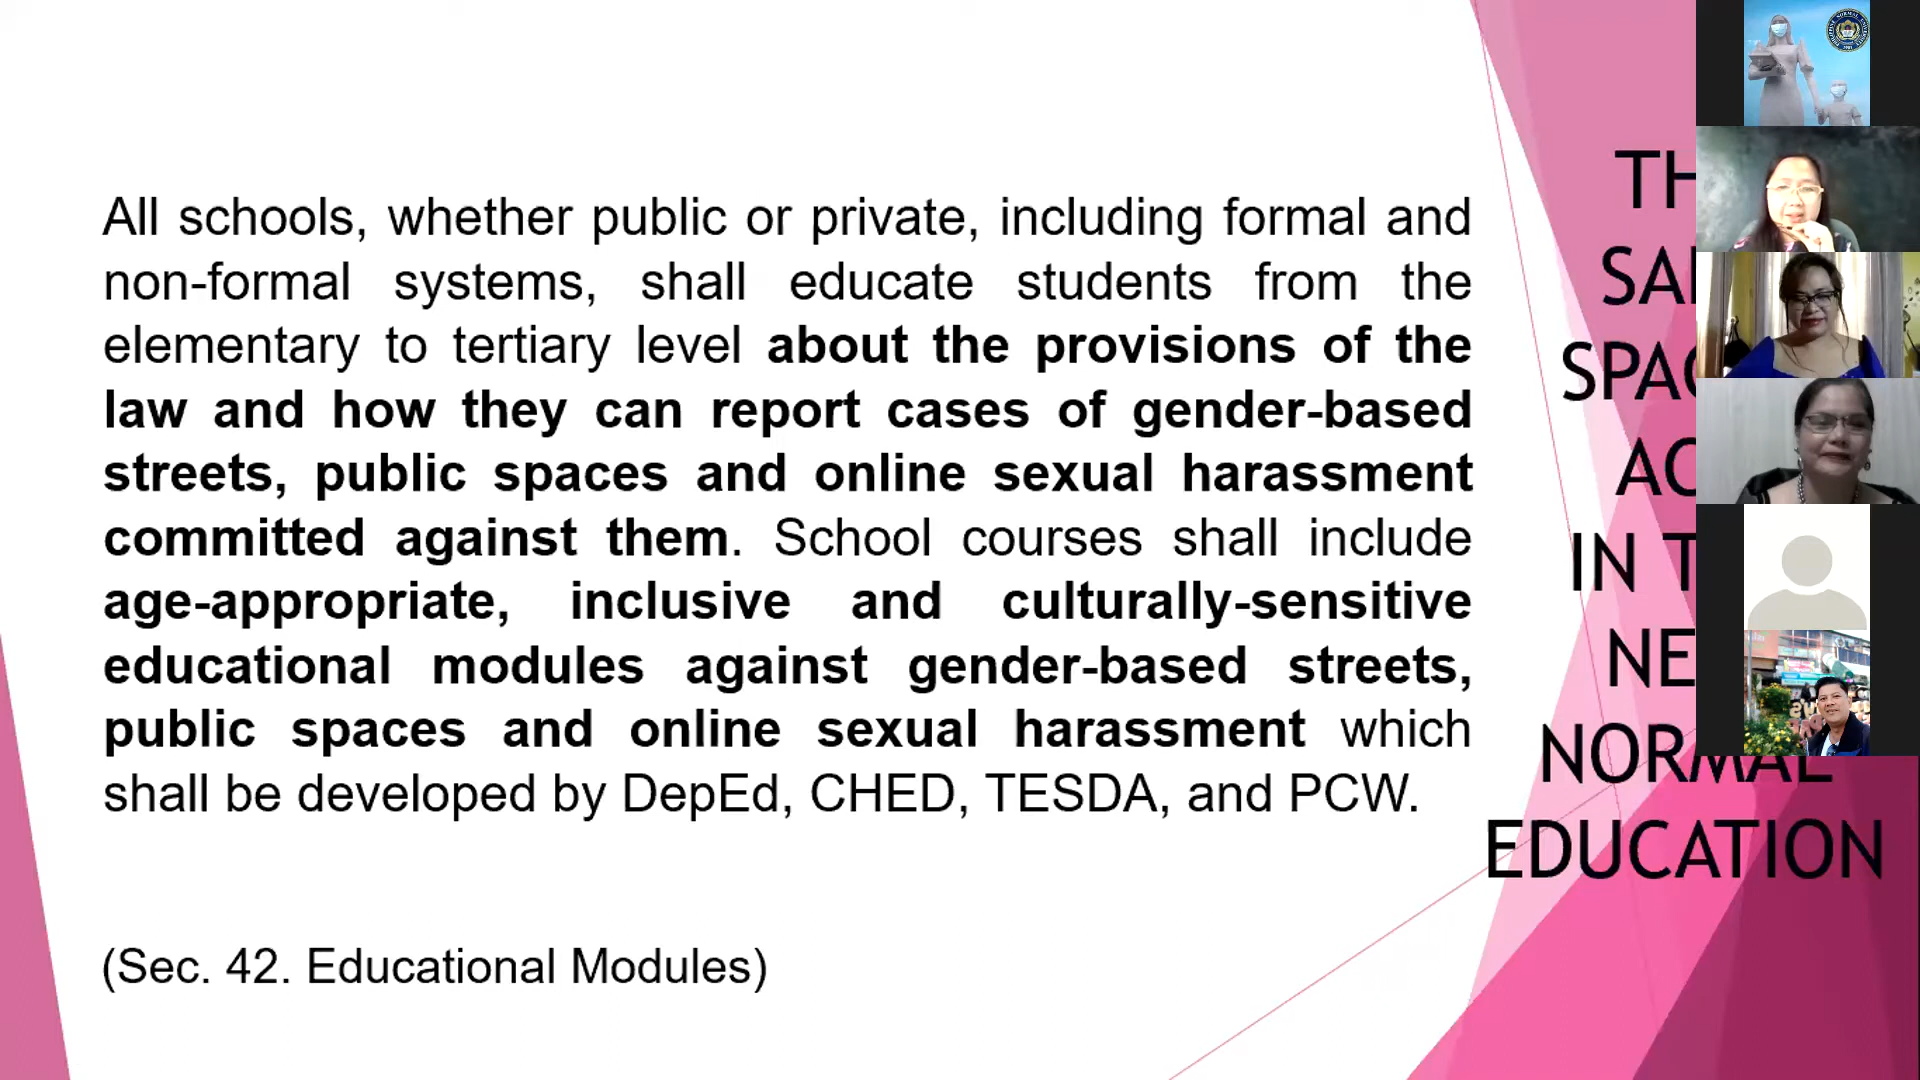 All schools, whether public or private, including formal and
non-formal systems, shall educate students from the
elementary to tertiary level about the provisions of the
law and how they can report cases of gender-based
streets, public spaces and online sexual harassment
committed against them. School courses shall include
age-appropriate, inclusive and culturally-sensitive
educational modules against gender-based streets,
public spaces and online sexual harassment which
shall be developed by DepEd, CHED, TESDA, and PCW.
(Sec. 42. Educational Modules)
IN
NORMAL
EDUCATION